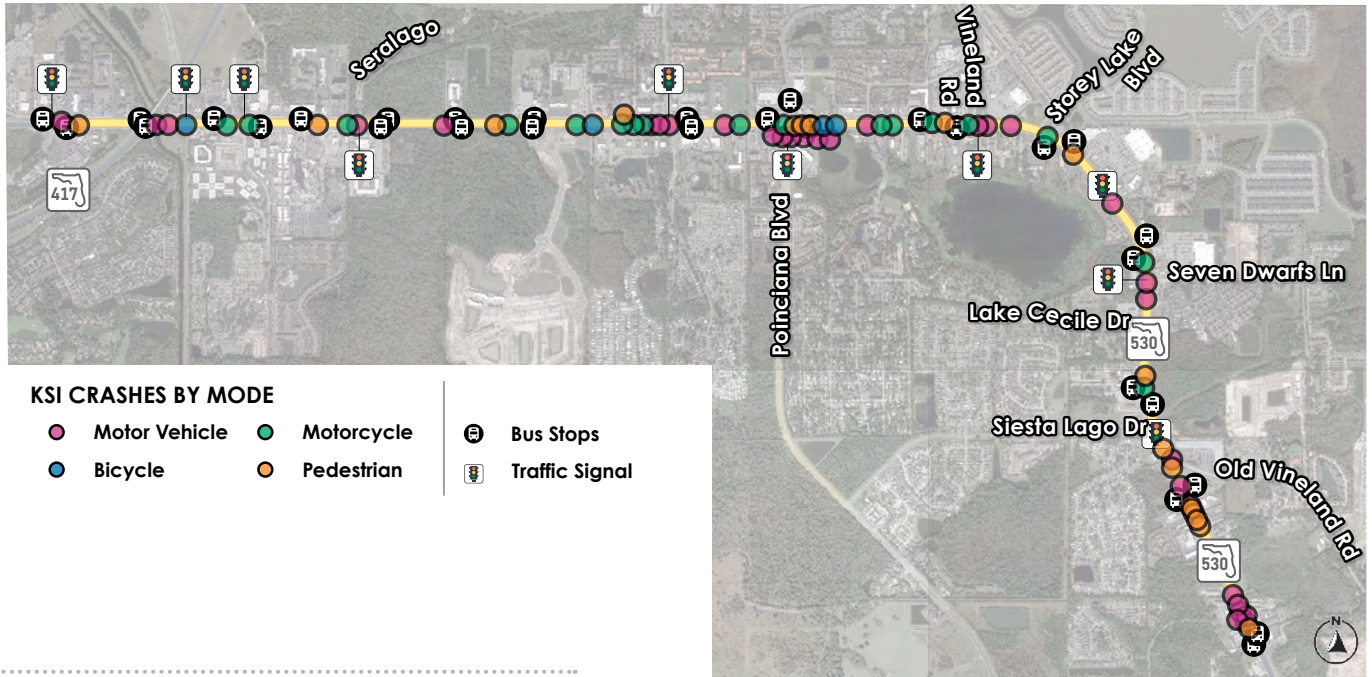 Seralago
Vineland
Rd
Storey Lake
Blvd
417
Poinciana Blvd
Seven Dwarfs Ln
Lake Cecile Dr
530
Siesta Lago Dr
Old Vineland Rd
530
N
KSI CRASHES BY MODE
Motor Vehicle
Motorcycle
Bus Stops
Bicycle
Pedestrian
Traffic Signal